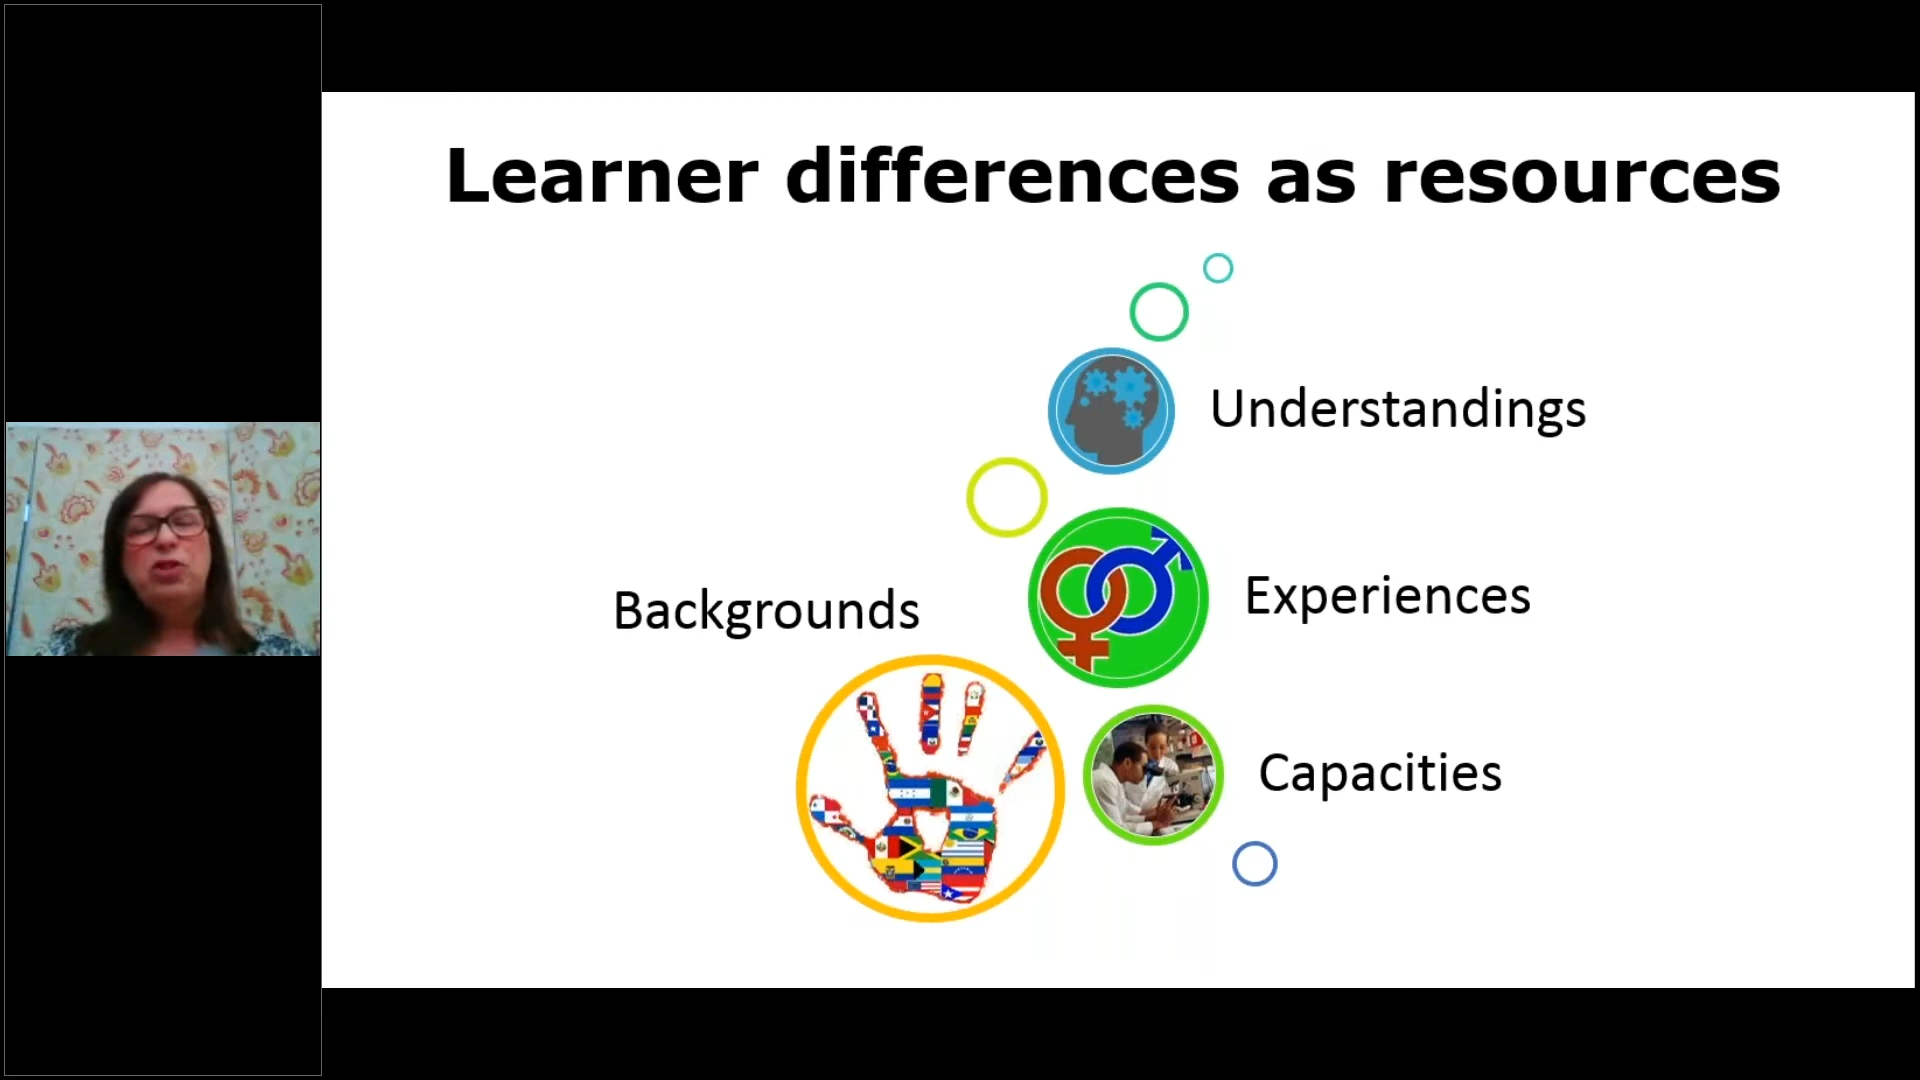 Learner differences as resources
Understandings
Experiences
Backgrounds
Capacities